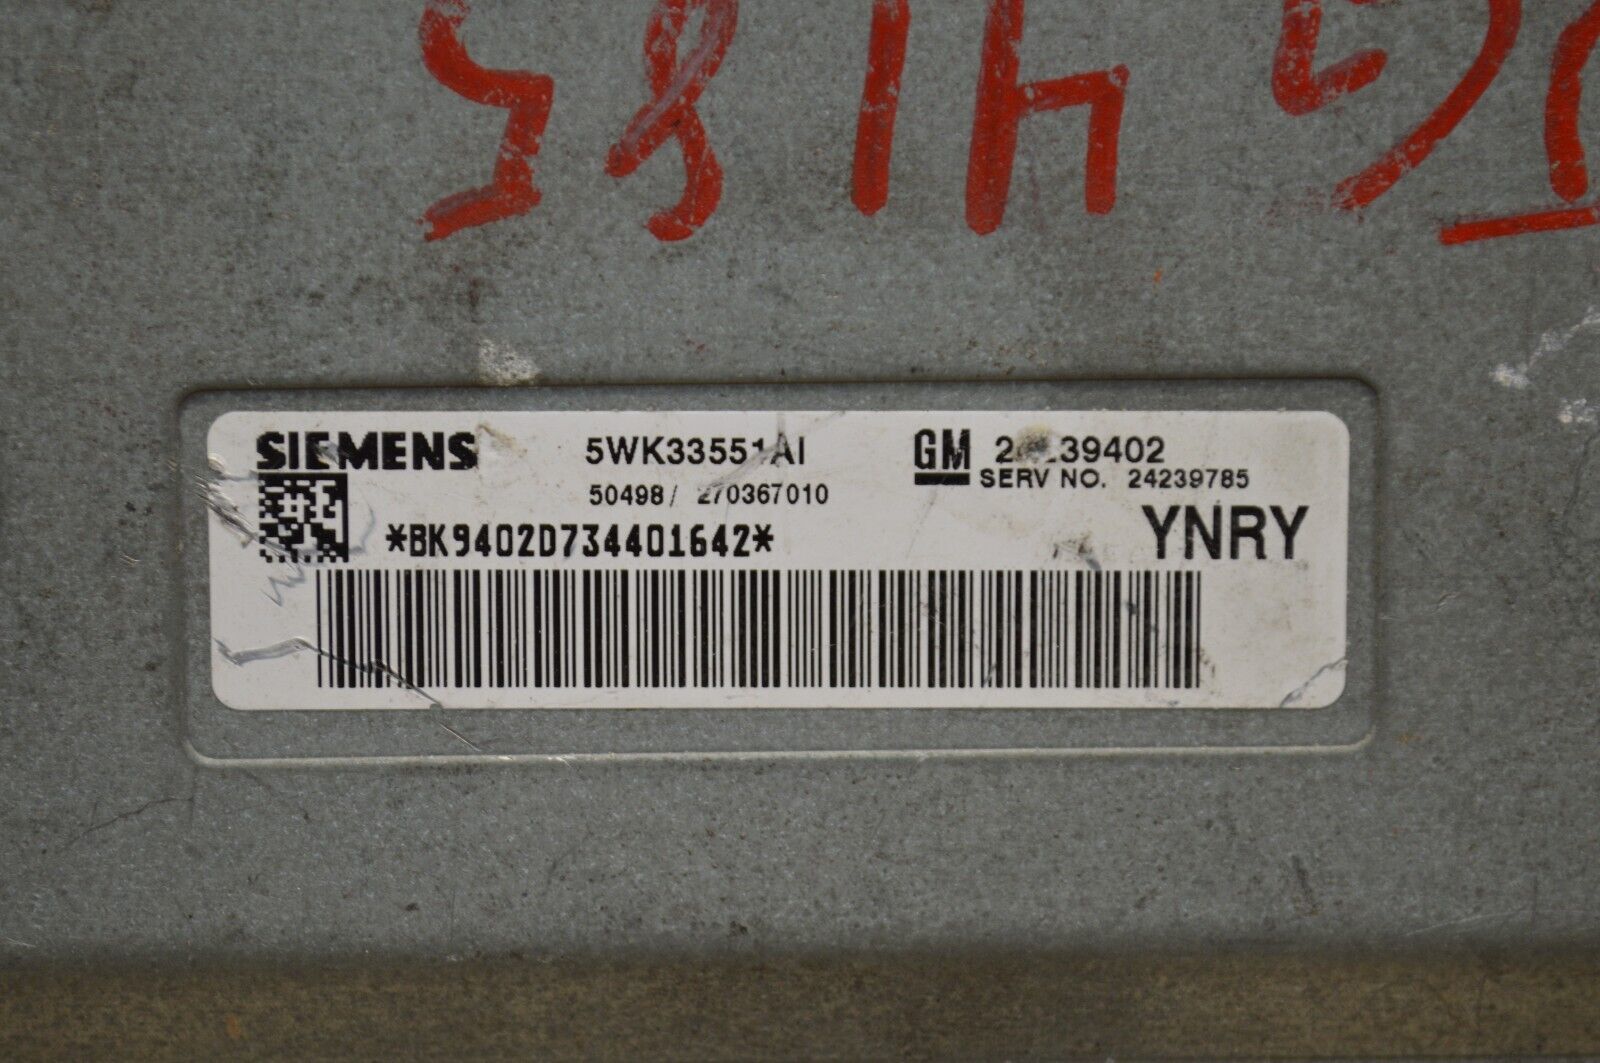 SIEMENS 5WK33551AI GM
SERV NO. 24239785
50498/ 270367010
*BK9402D734401642*
YNRY